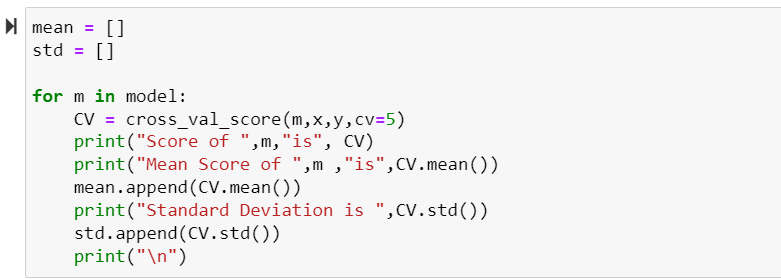 mean = []
std = []
for m in model:
    CV = cross_val_score(m,x,y,cv=5)
    print("Score of ",m,"is", CV)
    print("Mean Score of ",m ,"is",CV.mean())
    mean.append(CV.mean())
    print("Standard Deviation is ",CV.std())
    std.append(CV.std())
    print("\n")